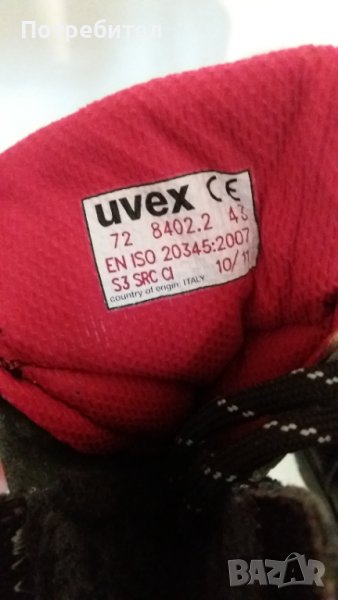 Потребител
uvex CE
72 8402.2 43
EN ISO 20345:2007
S3 SRC CI 10/11
country of origin: ITALY
BAZAR